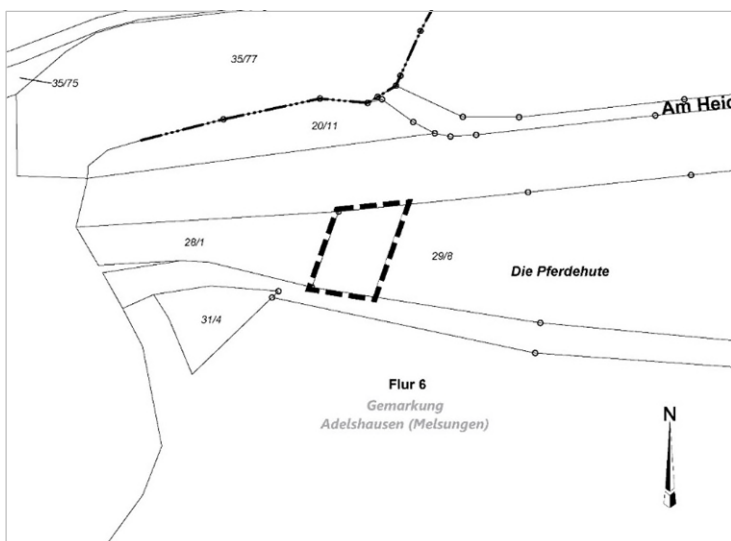 35/77
35/75
Am Heid
20/11
28/1
29/8
Die Pferdehute
31/4
Flur 6
Gemarkung
Adelshausen (Melsungen)
N